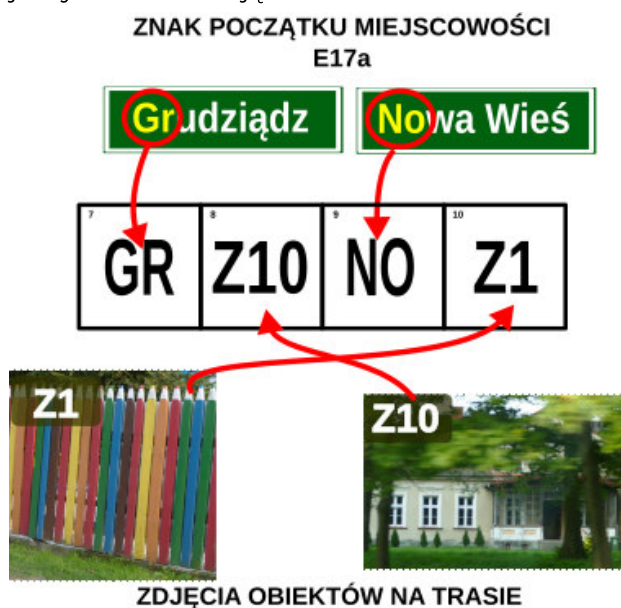 ZNAK POCZĄTKU MIEJSCOWOŚCI
E17a
Grudziądz Nowa Wieś
7 8 9 10
GR Z10 NO Z1
Z1 Z10
ZDJĘCIA OBIEKTÓW NA TRASIE